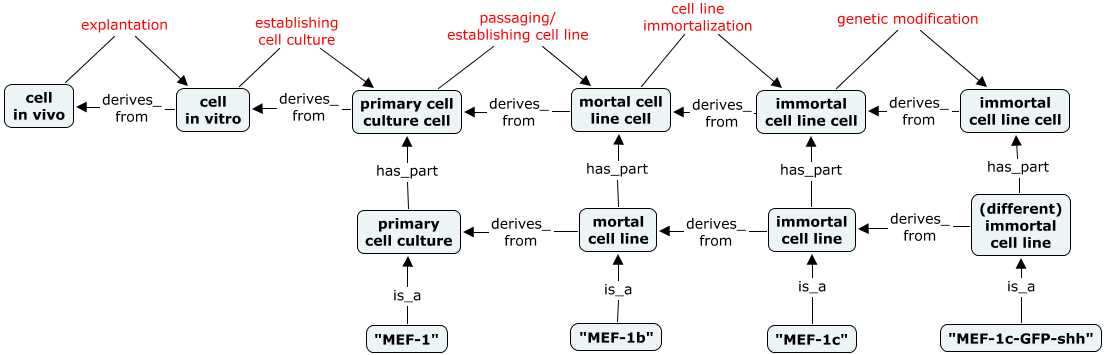 explantation
establishing
cell culture
passaging/
establishing cell line
cell line
immortalization
genetic modification
cell
in vivo
derives_
from
cell
in vitro
derives_
from
primary cell
culture cell
derives_
from
mortal cell
line cell
derives_
from
immortal
cell line cell
derives_
from
immortal
cell line cell
has_part
has_part
has_part
has_part
primary
cell culture
derives_
from
mortal
cell line
derives_
from
immortal
cell line
derives_
from
(different)
immortal
cell line
is_a
is_a
is_a
is_a
"MEF-1"
"MEF-1b"
"MEF-1c"
"MEF-1c-GFP-shh"